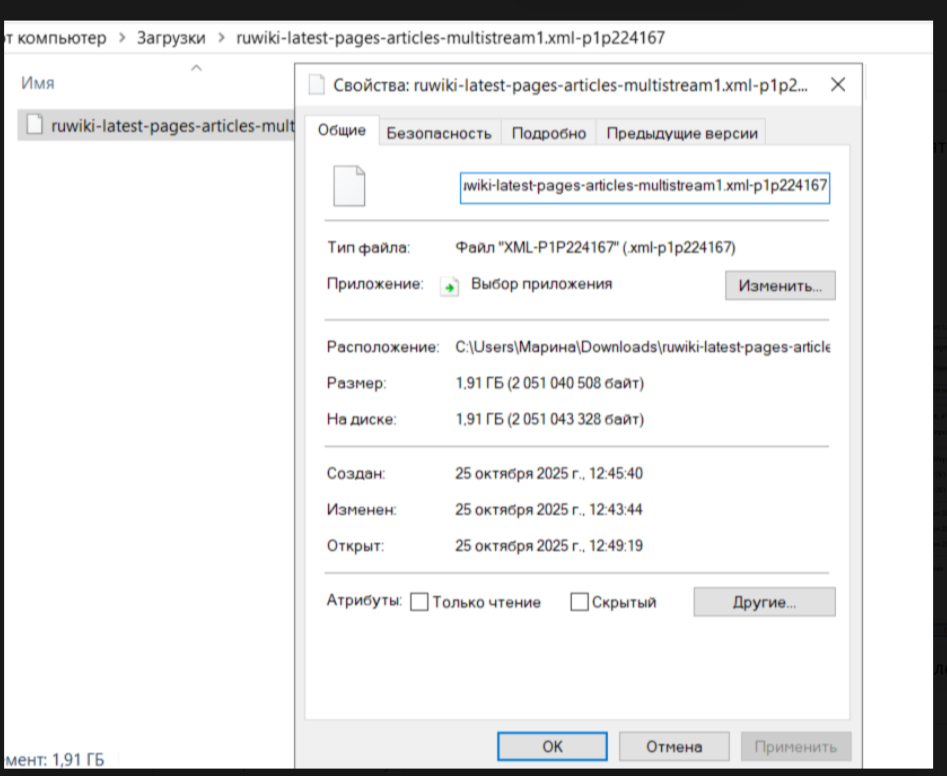 т компьютер > Загрузки > ruwiki-latest-pages-articles-multistream1.xml-p1p224167
Имя
Свойства: ruwiki-latest-pages-articles-multistream1.xml-p1p2...
ruwiki-latest-pages-articles-mult
Общие Безопасность Подробно Предыдущие версии
wiki-latest-pages-articles-multistream1.xml-p1p224167
Тип файла: Файл "XML-P1P224167" (.xml-p1p224167)
Приложение: Выбор приложения Изменить...
Расположение: C:\Users\Марина\Downloads\ruwiki-latest-pages-article
Размер: 1,91 ГБ (2 051 040 508 байт)
На диске: 1,91 ГБ (2 051 043 328 байт)
Создан: 25 октября 2025 г., 12:45:40
Изменен: 25 октября 2025 г., 12:43:44
Открыт: 25 октября 2025 г., 12:49:19
Атрибуты: Только чтение Скрытый Другие...
мент: 1,91 ГБ
ОК Отмена Применить